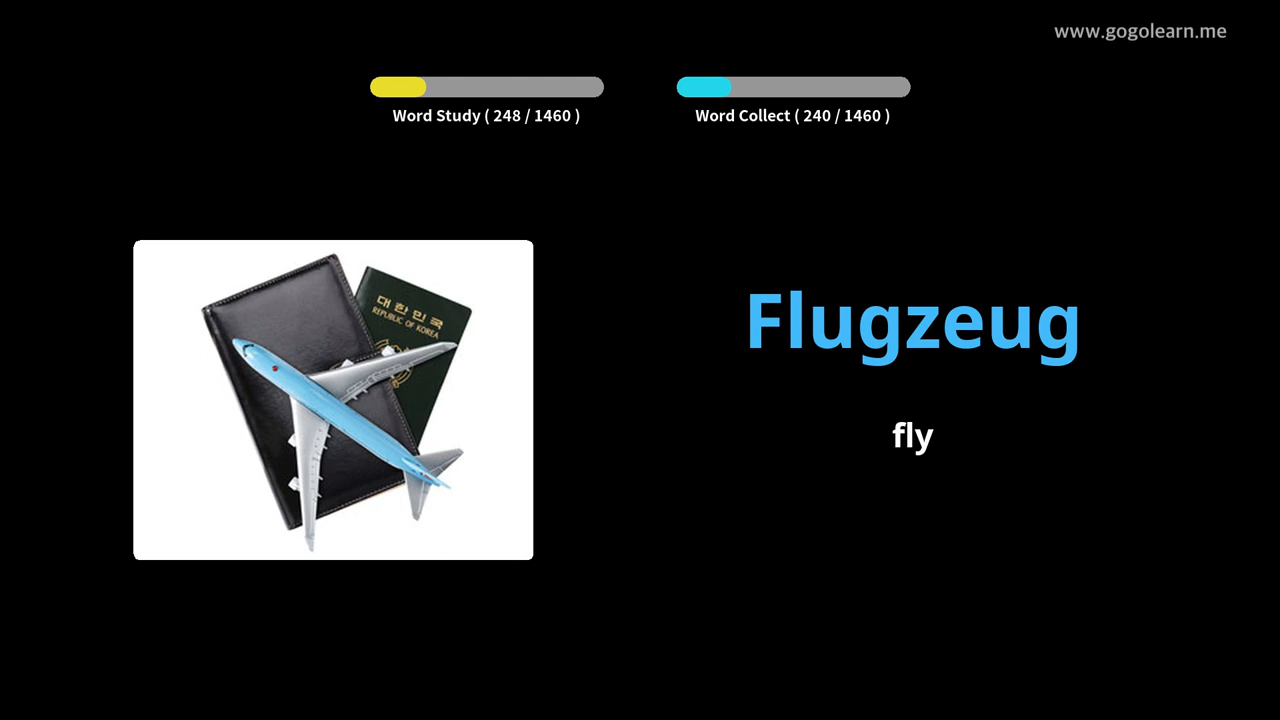 www.gogolearn.me
Word Study ( 248 / 1460 )
Word Collect ( 240 / 1460 )
대한민국
REPUBLIC OF KOREA
Flugzeug
fly